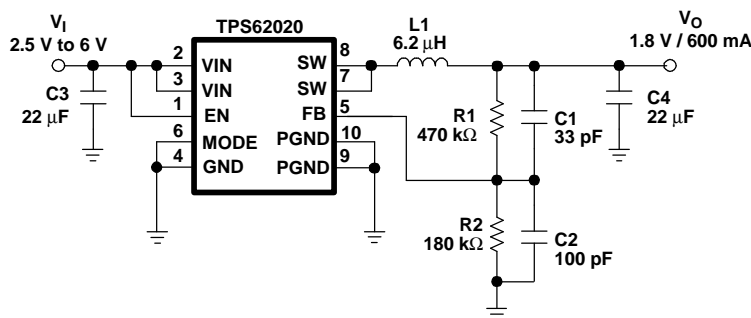 TPS62020
V_I
2.5 V to 6 V
C3
22 µF
2 VIN
3 VIN
1 EN
6 MODE
4 GND
SW 8
SW 7
FB 5
PGND 10
PGND 9
L1
6.2 µH
R1
470 kΩ
C1
33 pF
R2
180 kΩ
C2
100 pF
V_O
1.8 V / 600 mA
C4
22 µF